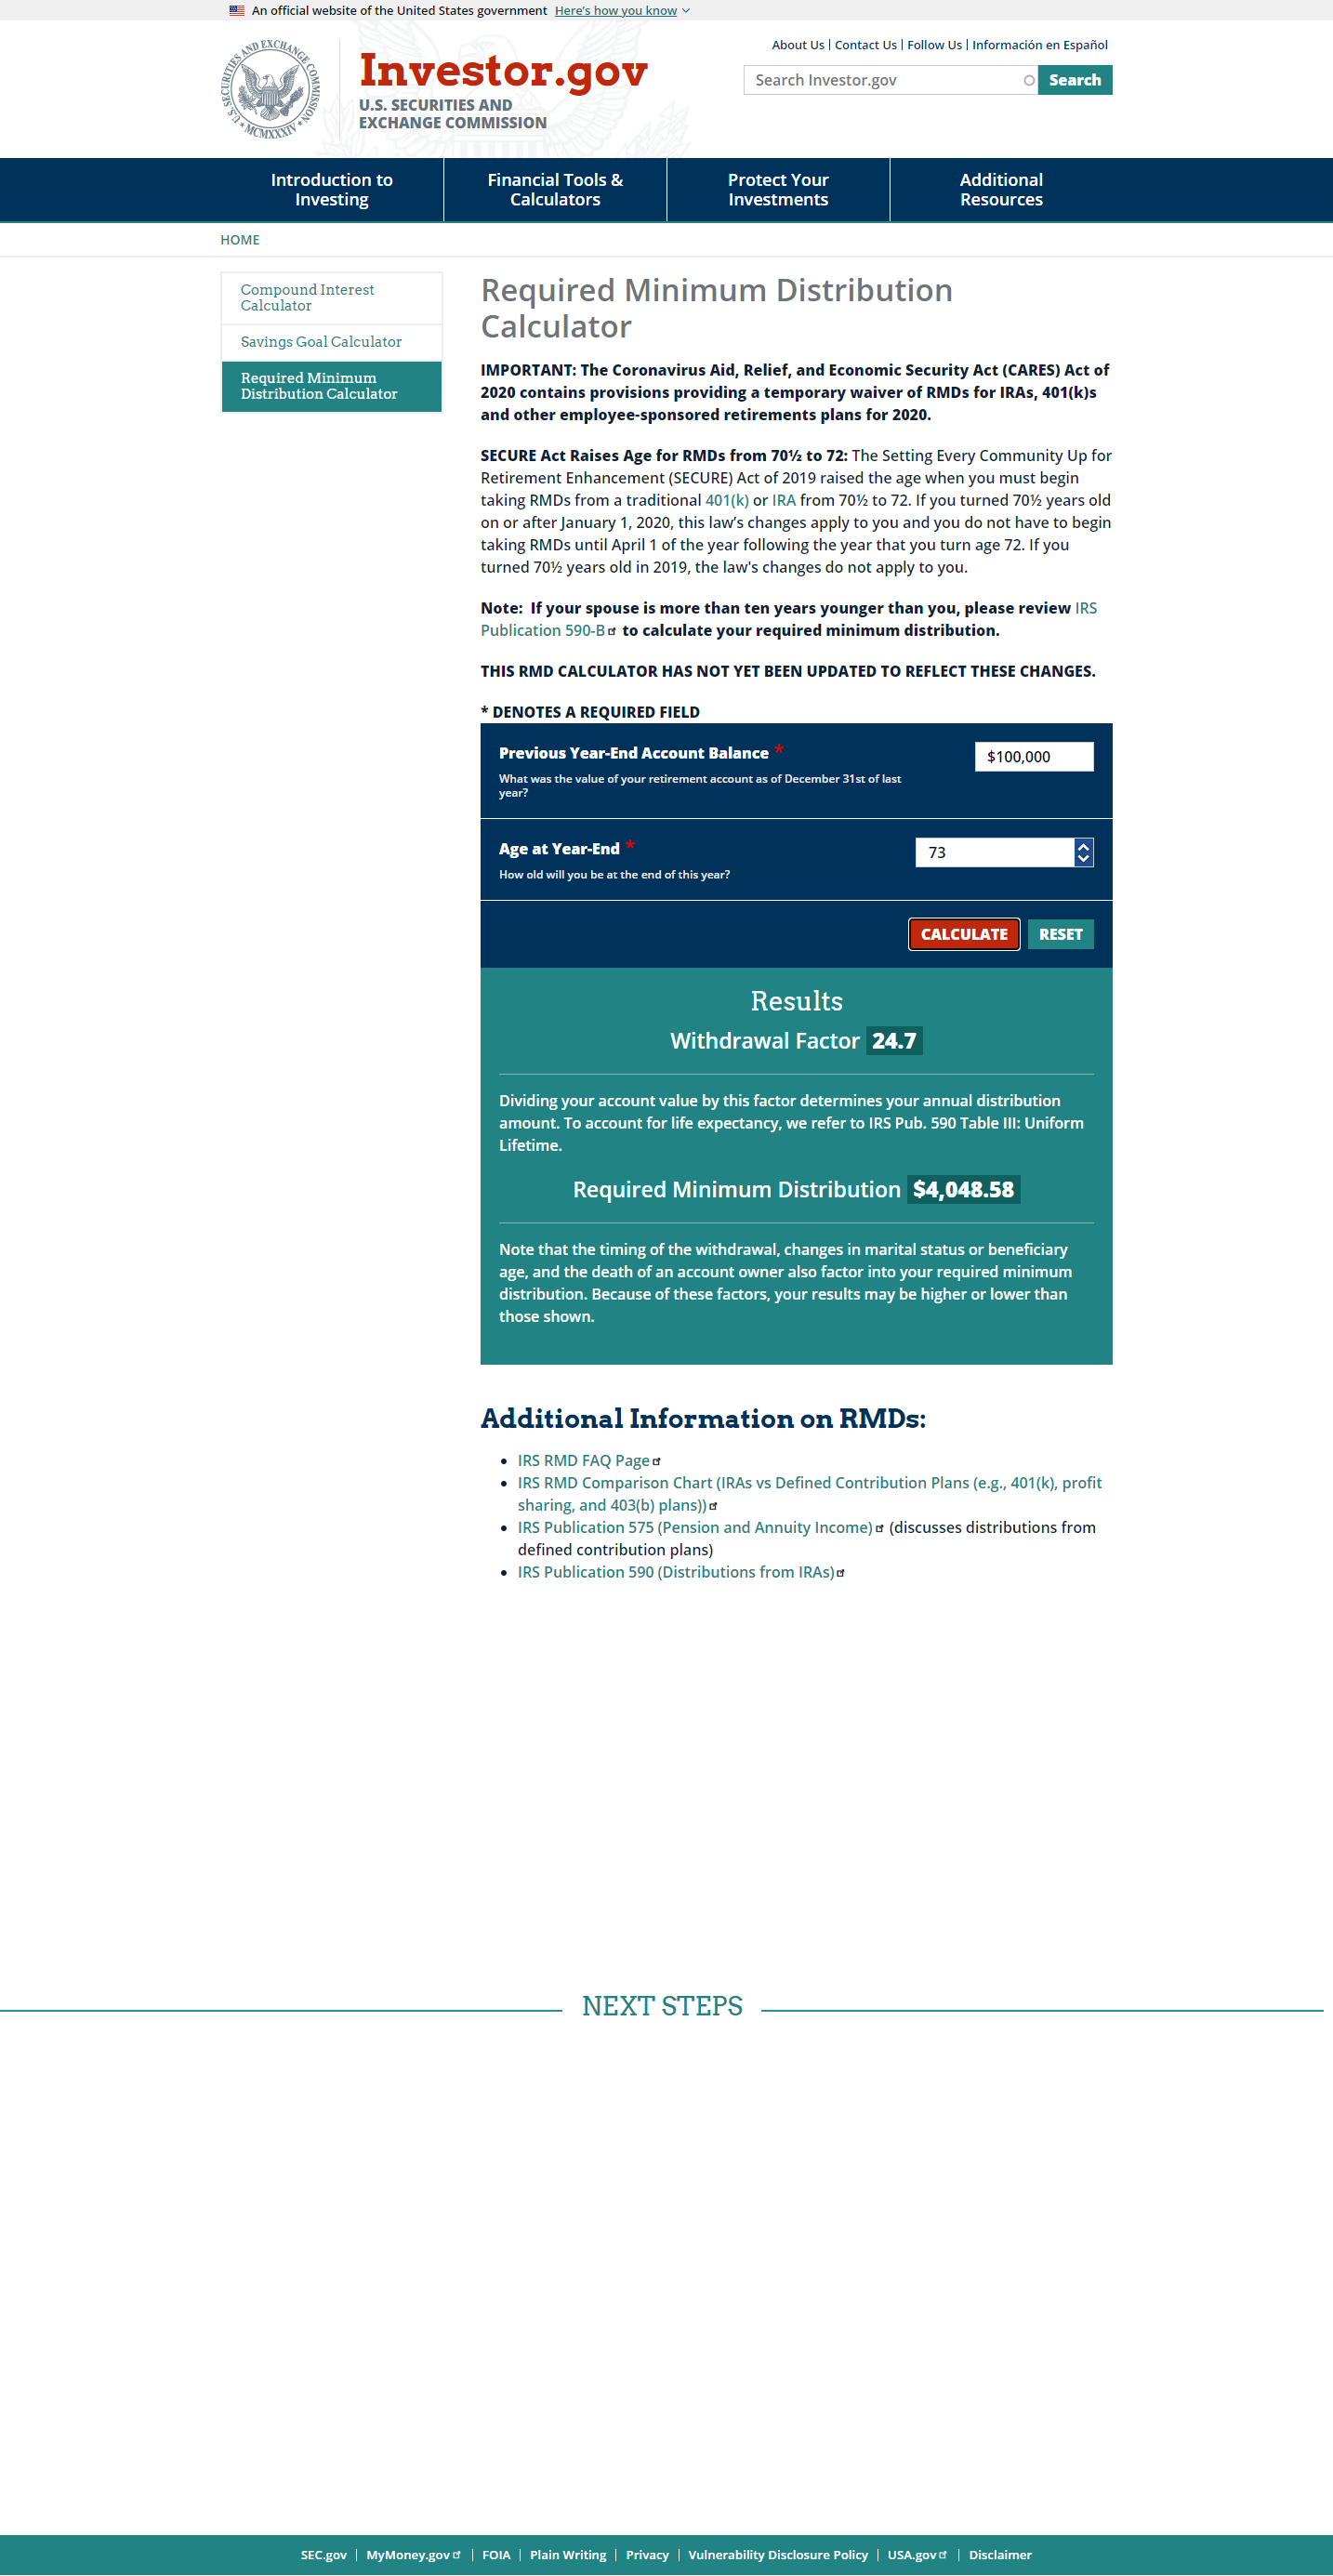 An official website of the United States government Here's how you know
About Us | Contact Us | Follow Us | Información en Español
U.S. SECURITIES AND EXCHANGE COMMISSION
MCMXXXIV
Investor.gov
U.S. SECURITIES AND
EXCHANGE COMMISSION
Search Investor.gov
Search
Introduction to
Investing
Financial Tools &
Calculators
Protect Your
Investments
Additional
Resources
HOME
Compound Interest
Calculator
Savings Goal Calculator
Required Minimum
Distribution Calculator
Required Minimum Distribution
Calculator
IMPORTANT: The Coronavirus Aid, Relief, and Economic Security Act (CARES) Act of
2020 contains provisions providing a temporary waiver of RMDs for IRAs, 401(k)s
and other employee-sponsored retirements plans for 2020.
SECURE Act Raises Age for RMDs from 70½ to 72: The Setting Every Community Up for
Retirement Enhancement (SECURE) Act of 2019 raised the age when you must begin
taking RMDs from a traditional 401(k) or IRA from 70½ to 72. If you turned 70½ years old
on or after January 1, 2020, this law’s changes apply to you and you do not have to begin
taking RMDs until April 1 of the year following the year that you turn age 72. If you
turned 70½ years old in 2019, the law's changes do not apply to you.
Note: If your spouse is more than ten years younger than you, please review IRS
Publication 590-B to calculate your required minimum distribution.
THIS RMD CALCULATOR HAS NOT YET BEEN UPDATED TO REFLECT THESE CHANGES.
* DENOTES A REQUIRED FIELD
Previous Year-End Account Balance *
$100,000
What was the value of your retirement account as of December 31st of last
year?
Age at Year-End *
73
How old will you be at the end of this year?
CALCULATE
RESET
Results
Withdrawal Factor 24.7
Dividing your account value by this factor determines your annual distribution
amount. To account for life expectancy, we refer to IRS Pub. 590 Table III: Uniform
Lifetime.
Required Minimum Distribution $4,048.58
Note that the timing of the withdrawal, changes in marital status or beneficiary
age, and the death of an account owner also factor into your required minimum
distribution. Because of these factors, your results may be higher or lower than
those shown.
Additional Information on RMDs:
• IRS RMD FAQ Page
• IRS RMD Comparison Chart (IRAs vs Defined Contribution Plans (e.g., 401(k), profit
sharing, and 403(b) plans))
• IRS Publication 575 (Pension and Annuity Income) (discusses distributions from
defined contribution plans)
• IRS Publication 590 (Distributions from IRAs)
NEXT STEPS
SEC.gov | MyMoney.gov | FOIA | Plain Writing | Privacy | Vulnerability Disclosure Policy | USA.gov | Disclaimer